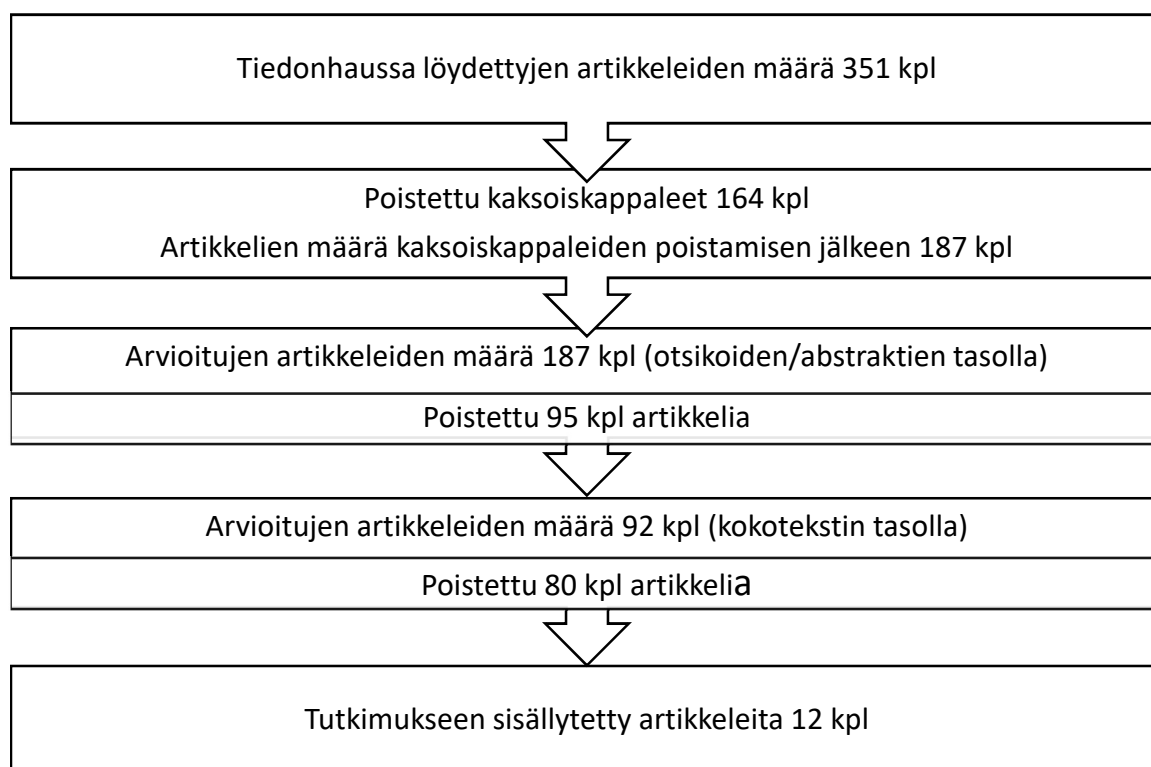 Tiedonhaussa löydettyjen artikkeleiden määrä 351 kpl
Poistettu kaksoiskappaleet 164 kpl
Artikkelien määrä kaksoiskappaleiden poistamisen jälkeen 187 kpl
Arvioitujen artikkeleiden määrä 187 kpl (otsikoiden/abstraktien tasolla)
Poistettu 95 kpl artikkelia
Arvioitujen artikkeleiden määrä 92 kpl (kokotekstin tasolla)
Poistettu 80 kpl artikkelia
Tutkimukseen sisällytetty artikkeleita 12 kpl